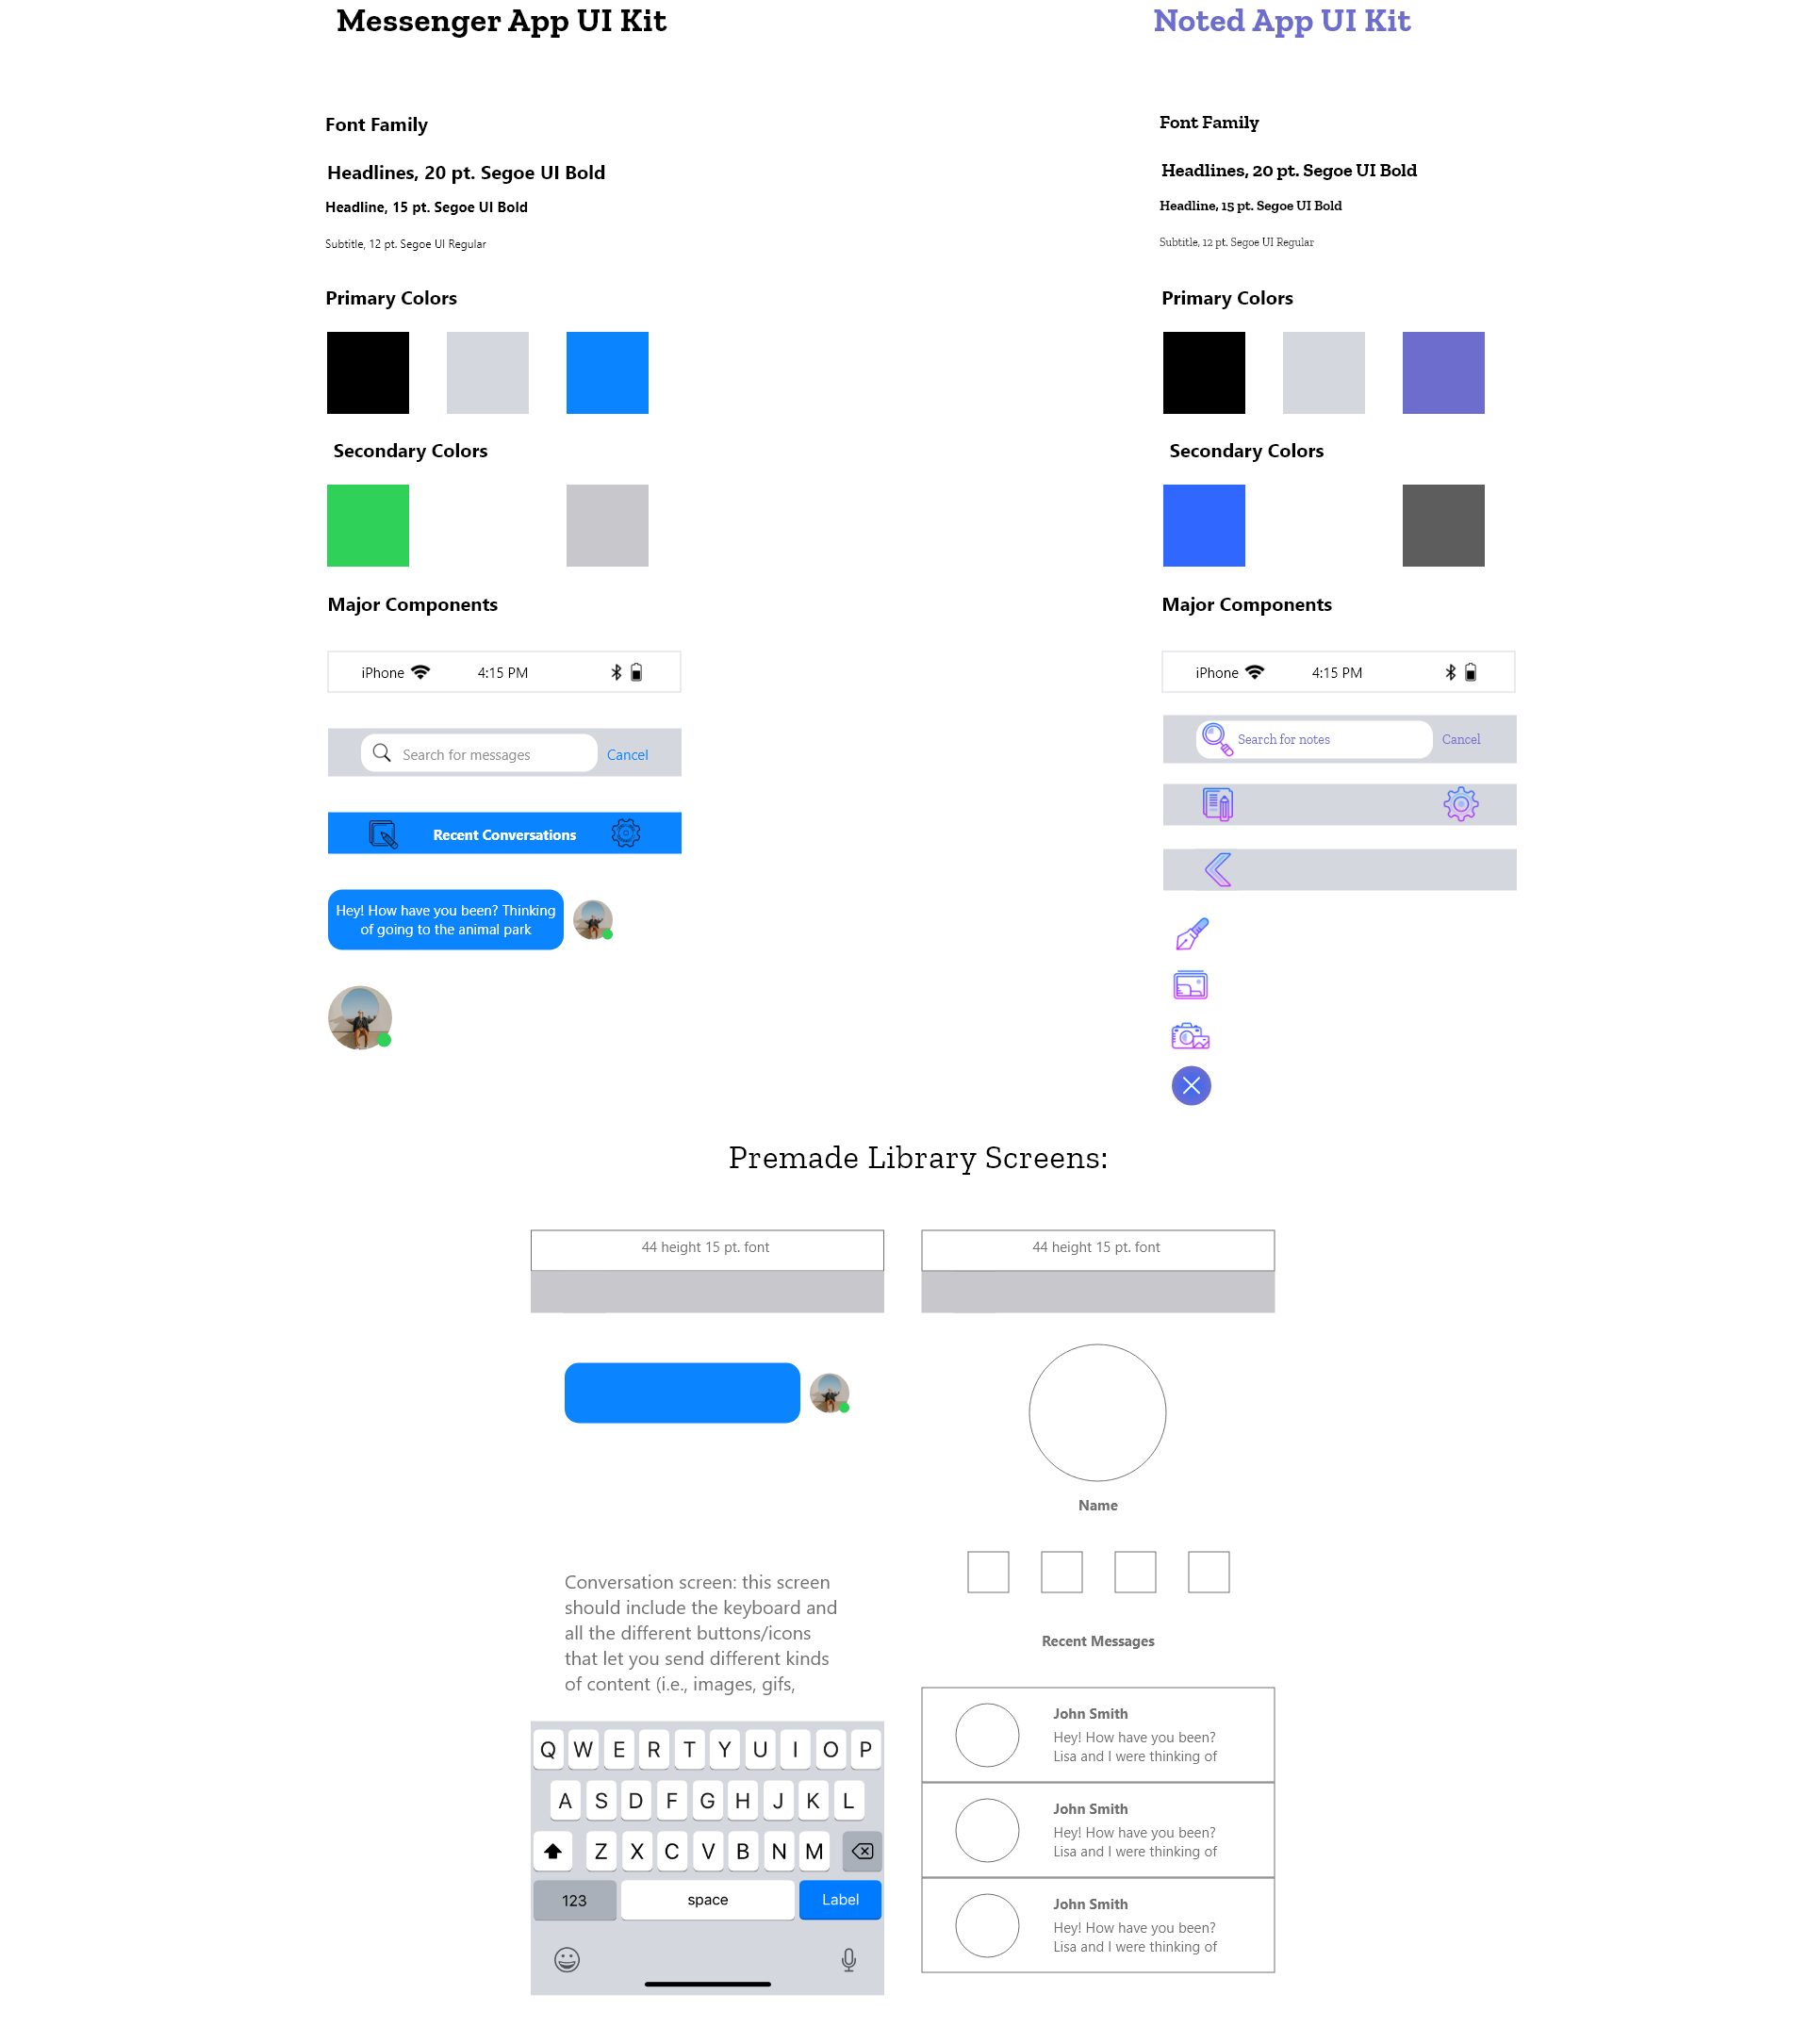 Messenger App UI Kit
Font Family
Headlines, 20 pt. Segoe UI Bold
Headline, 15 pt. Segoe UI Bold
Subtitle, 12 pt. Segoe UI Regular
Primary Colors
Secondary Colors
Major Components
iPhone 4:15 PM
Search for messages Cancel
Recent Conversations
Hey! How have you been? Thinking
of going to the animal park
Noted App UI Kit
Font Family
Headlines, 20 pt. Segoe UI Bold
Headline, 15 pt. Segoe UI Bold
Subtitle, 12 pt. Segoe UI Regular
Primary Colors
Secondary Colors
Major Components
iPhone 4:15 PM
Search for notes Cancel
Premade Library Screens:
44 height 15 pt. font
Conversation screen: this screen
should include the keyboard and
all the different buttons/icons
that let you send different kinds
of content (i.e., images, gifs,
Q W E R T Y U I O P
A S D F G H J K L
Z X C V B N M
123 space Label
44 height 15 pt. font
Name
Recent Messages
John Smith
Hey! How have you been?
Lisa and I were thinking of
John Smith
Hey! How have you been?
Lisa and I were thinking of
John Smith
Hey! How have you been?
Lisa and I were thinking of